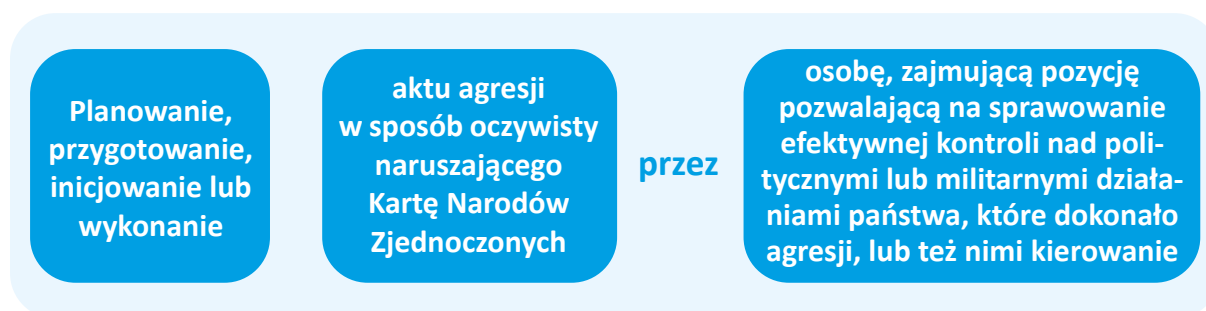 Planowanie,
przygotowanie,
inicjowanie lub
wykonanie
aktu agresji
w sposób oczywisty
naruszającego
Kartę Narodów
Zjednoczonych
przez
osobę, zajmującą pozycję
pozwalającą na sprawowanie
efektywnej kontroli nad poli-
tycznymi lub militarnymi działa-
niami państwa, które dokonało
agresji, lub też nimi kierowanie